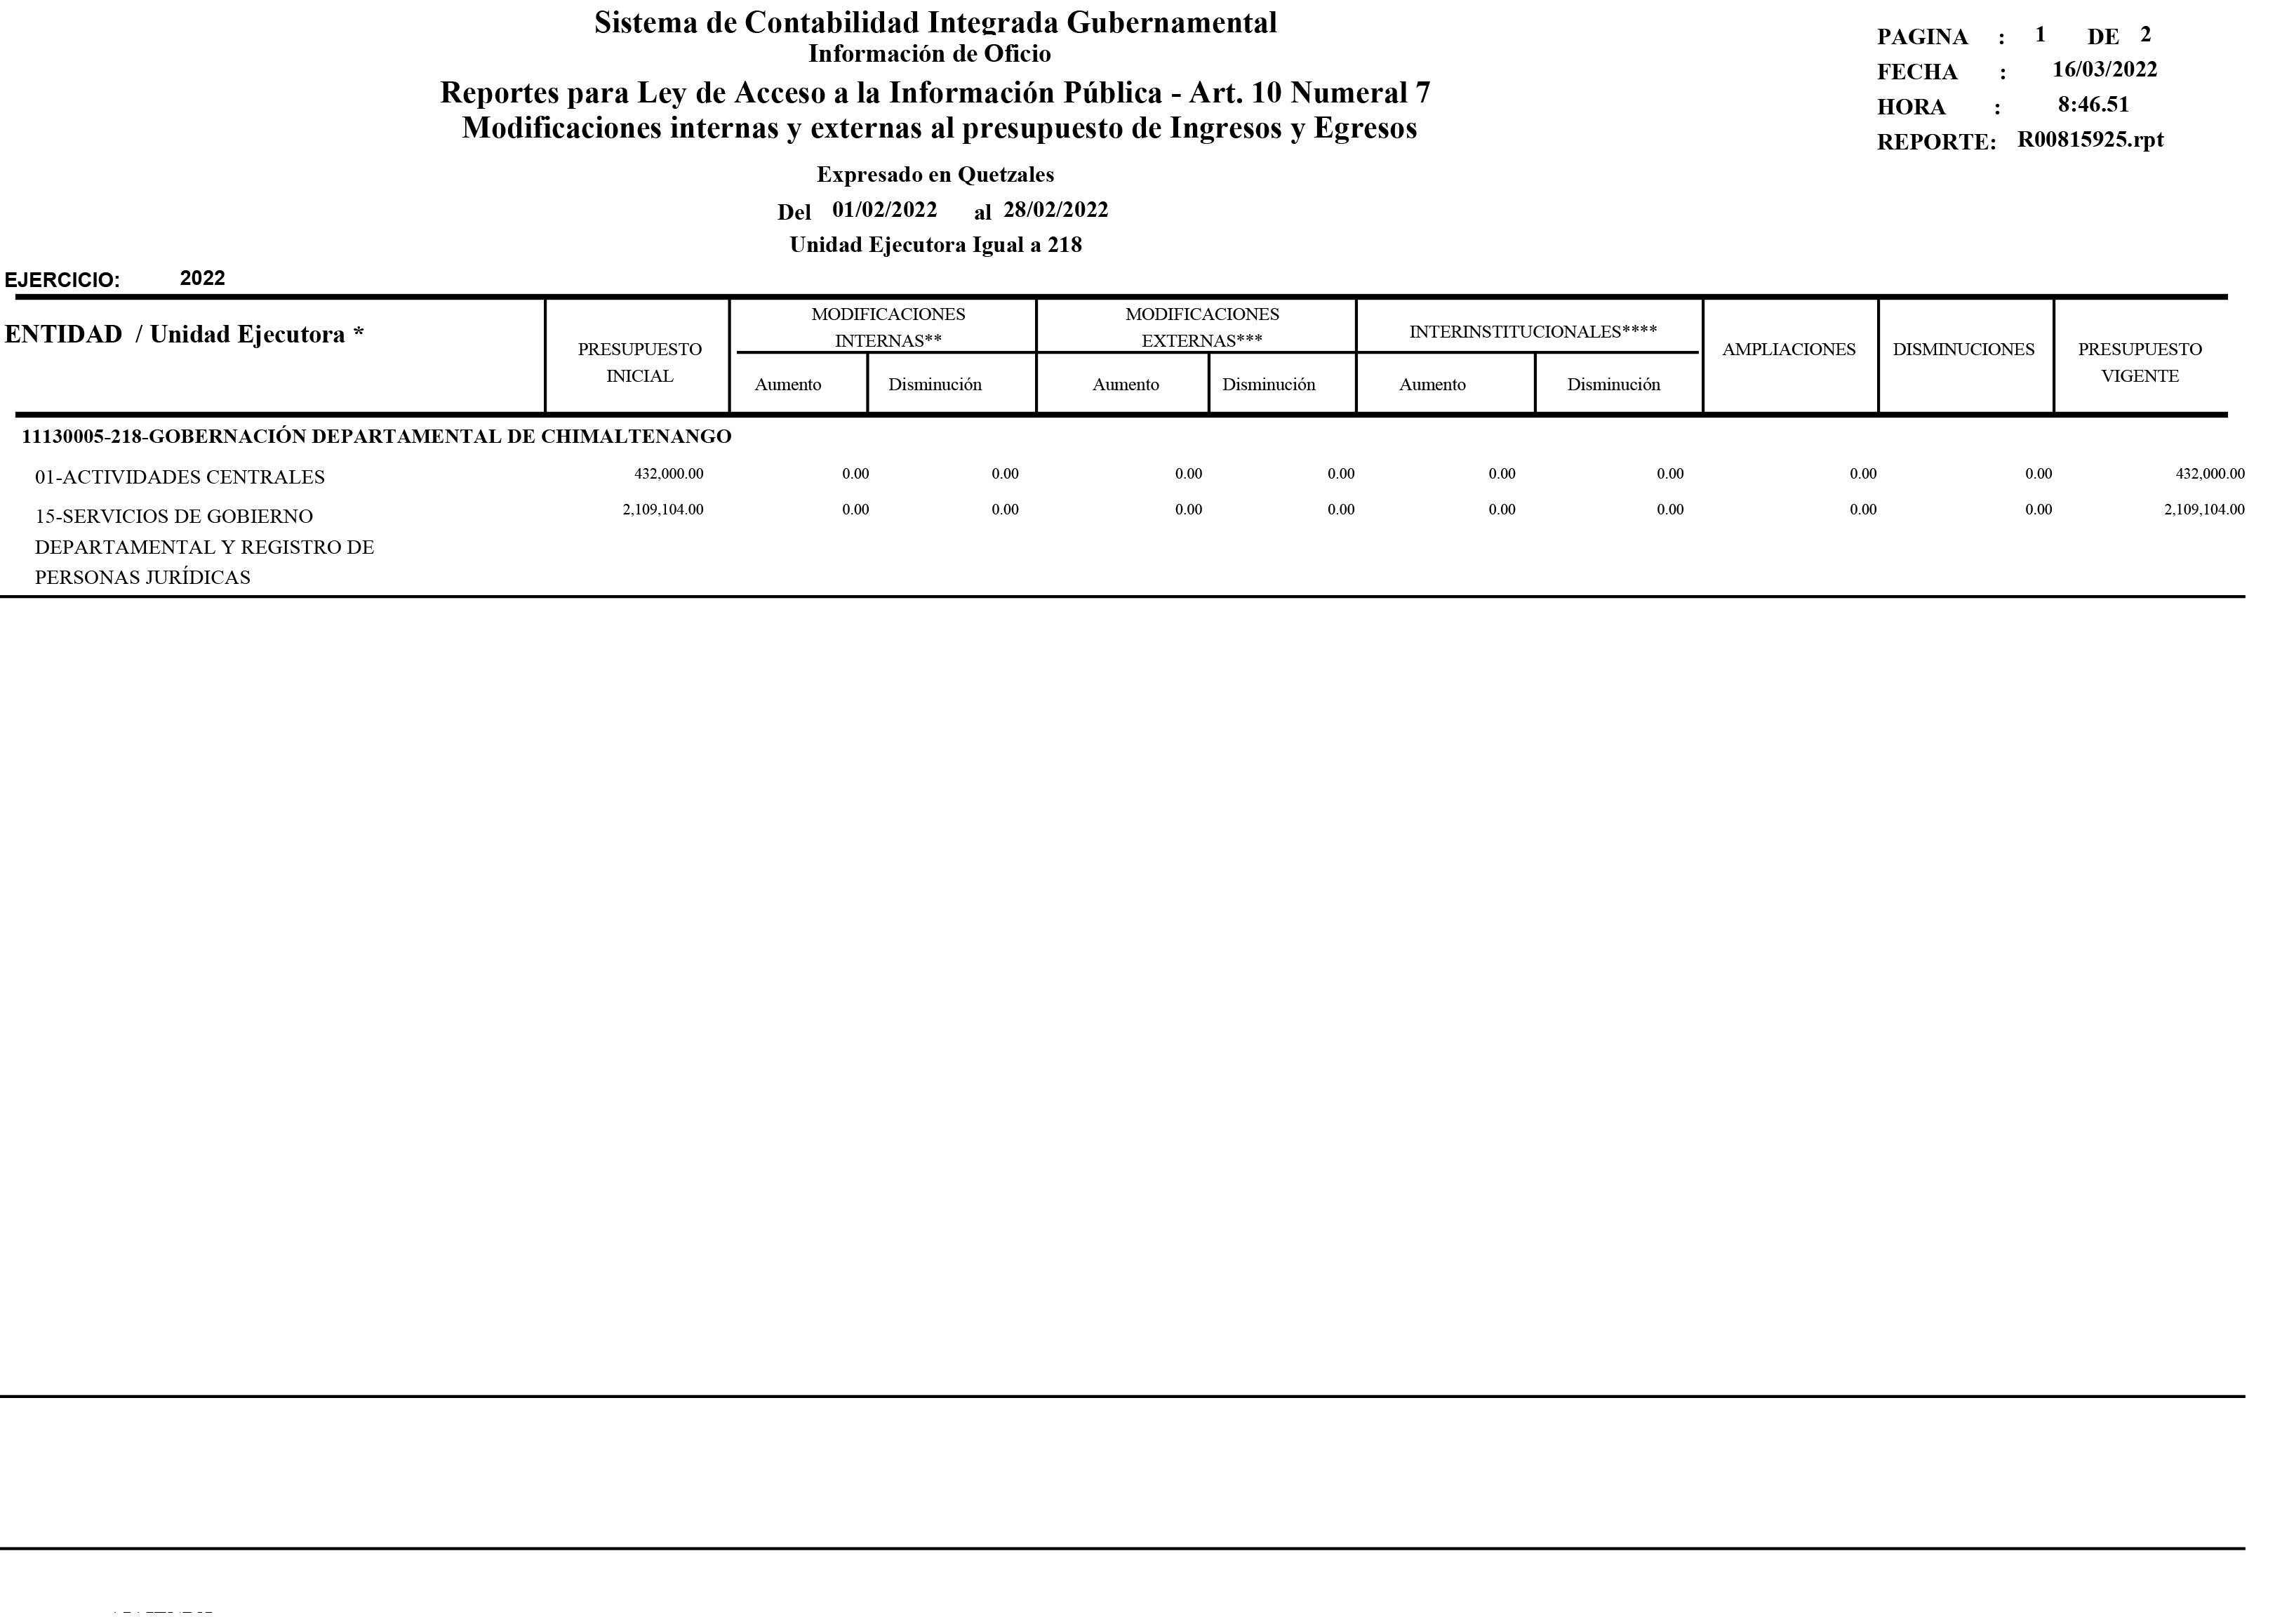 Sistema de Contabilidad Integrada Gubernamental
Información de Oficio
Reportes para Ley de Acceso a la Información Pública - Art. 10 Numeral 7
Modificaciones internas y externas al presupuesto de Ingresos y Egresos
Expresado en Quetzales
Del 01/02/2022 al 28/02/2022
Unidad Ejecutora Igual a 218
PAGINA : 1 DE 2
FECHA : 16/03/2022
HORA : 8:46.51
REPORTE: R00815925.rpt
EJERCICIO: 2022
ENTIDAD / Unidad Ejecutora *
PRESUPUESTO
INICIAL
MODIFICACIONES
INTERNAS**
Aumento Disminución
MODIFICACIONES
EXTERNAS***
Aumento Disminución
INTERINSTITUCIONALES****
Aumento Disminución
AMPLIACIONES
DISMINUCIONES
PRESUPUESTO
VIGENTE
11130005-218-GOBERNACIÓN DEPARTAMENTAL DE CHIMALTENANGO
01-ACTIVIDADES CENTRALES 432,000.00 0.00 0.00 0.00 0.00 0.00 0.00 0.00 0.00 432,000.00
15-SERVICIOS DE GOBIERNO 2,109,104.00 0.00 0.00 0.00 0.00 0.00 0.00 0.00 0.00 2,109,104.00
DEPARTAMENTAL Y REGISTRO DE
PERSONAS JURÍDICAS